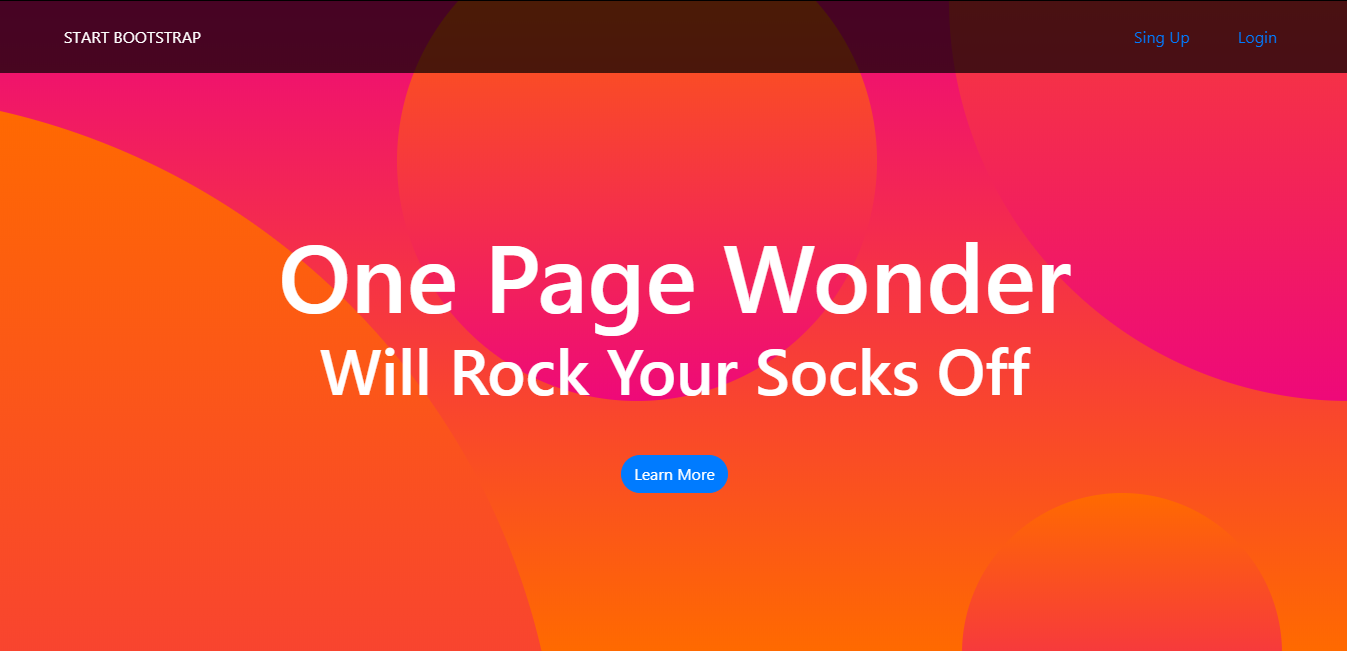 START BOOTSTRAP
Sing Up
Login
One Page Wonder
Will Rock Your Socks Off
Learn More